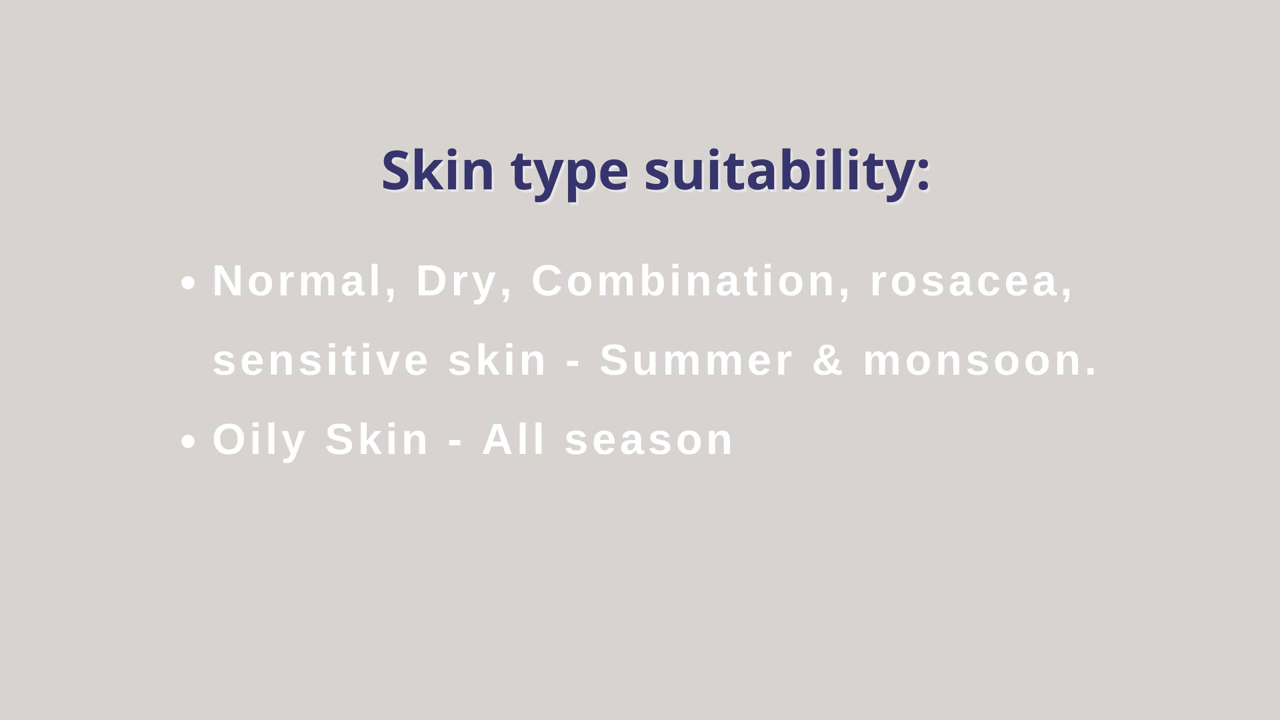 Skin type suitability:
• Normal, Dry, Combination, rosacea,
sensitive skin - Summer & monsoon.
• Oily Skin - All season